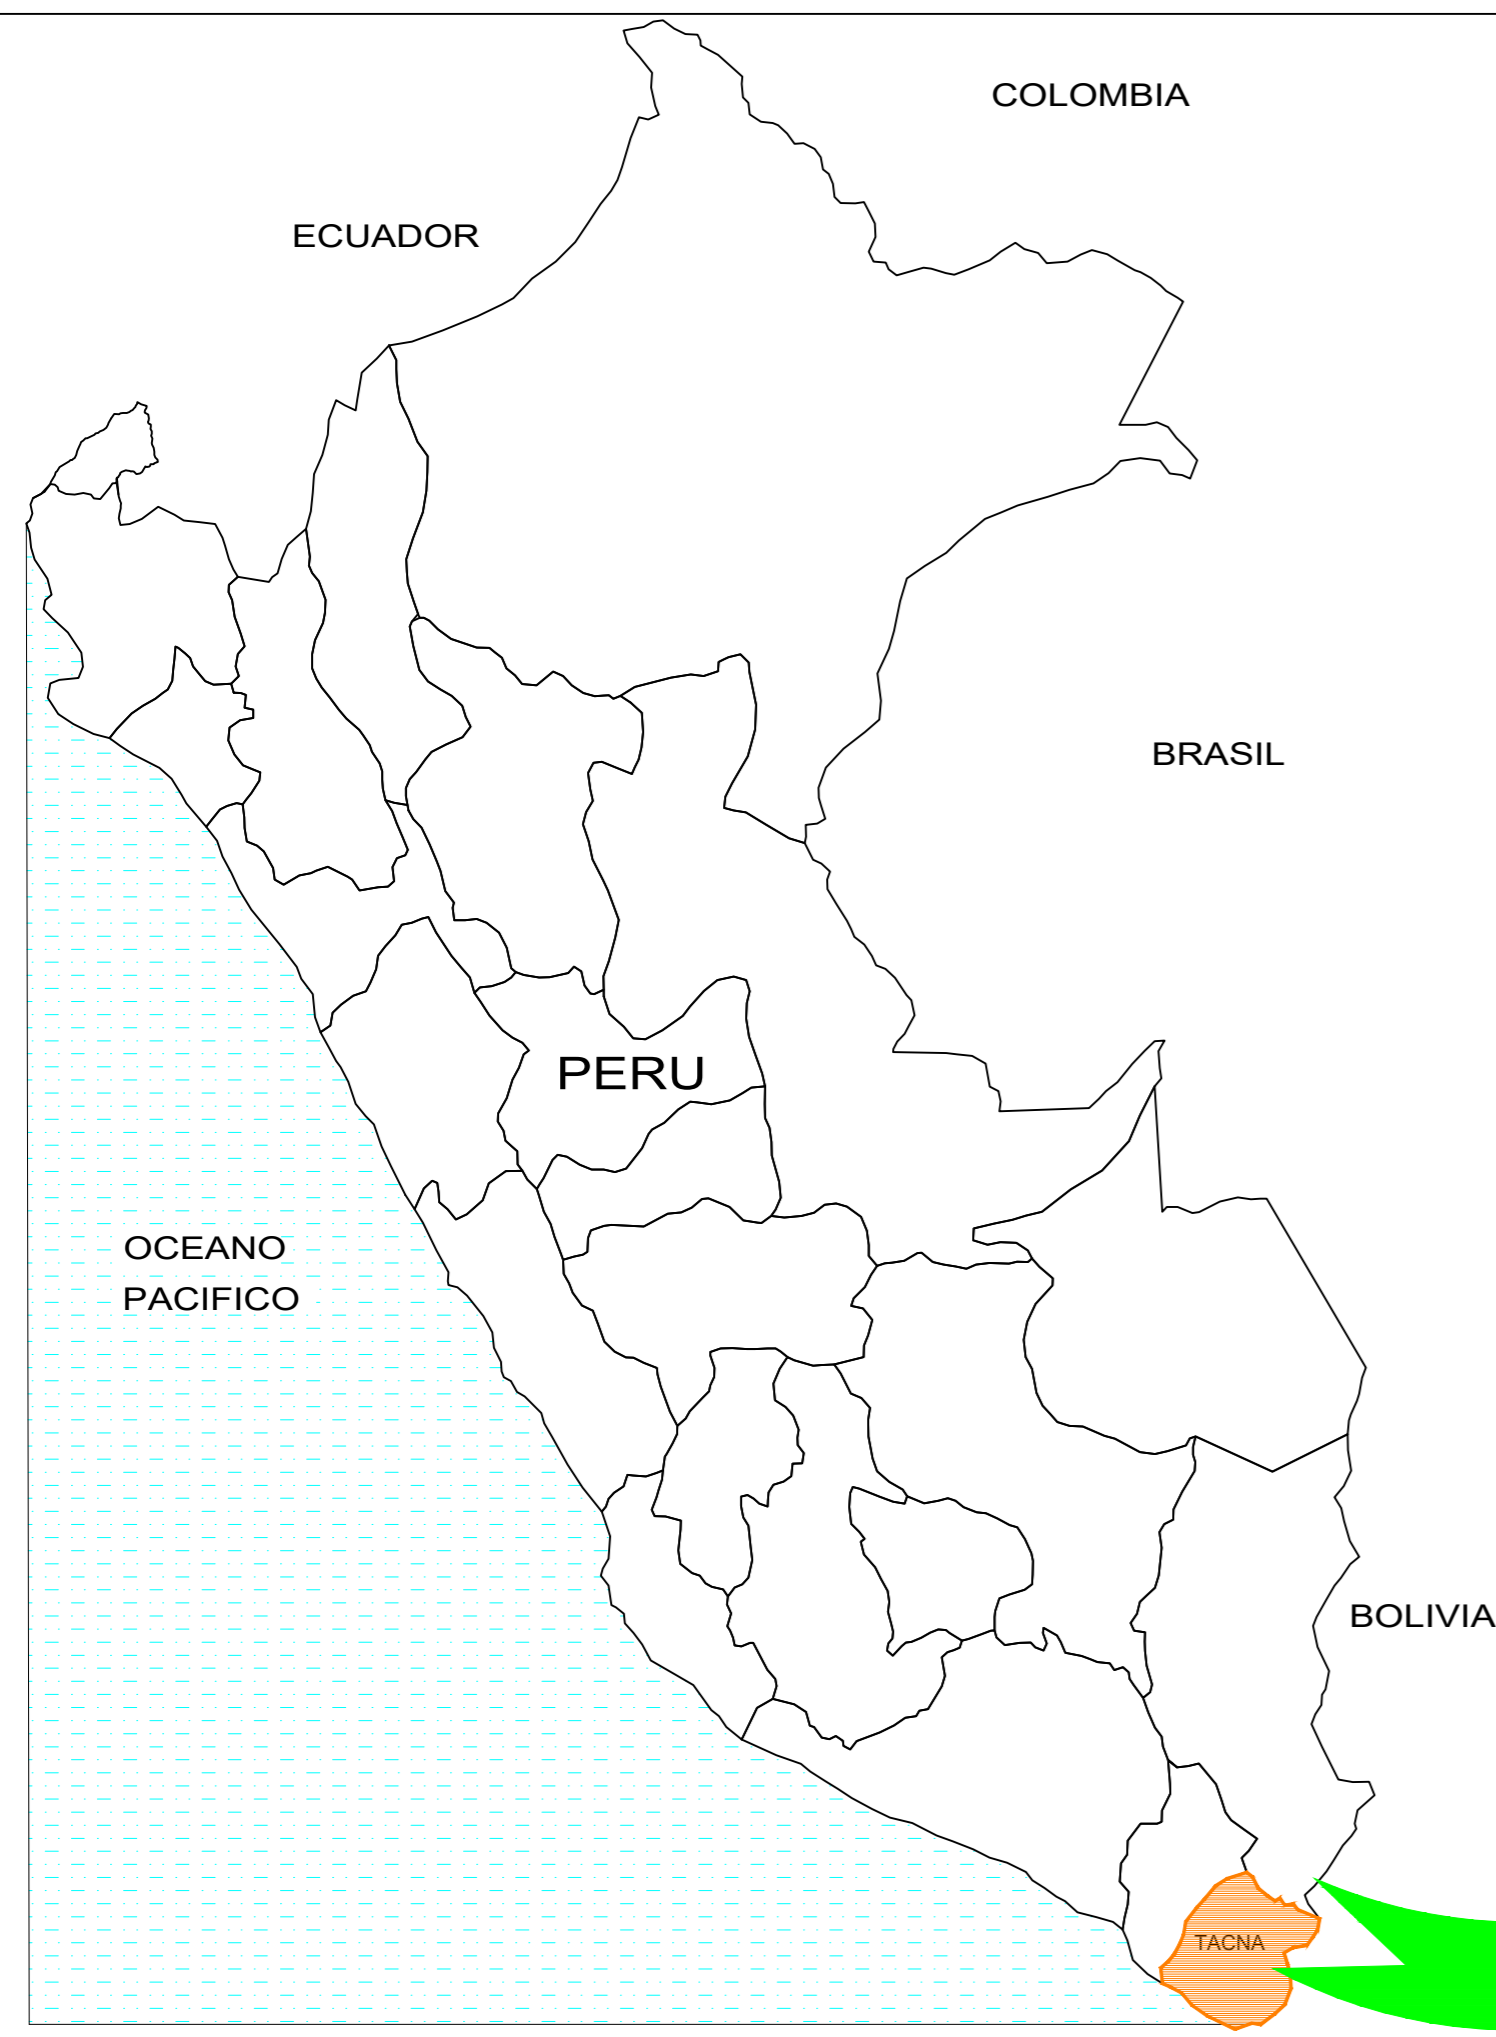 COLOMBIA
ECUADOR
BRASIL
PERU
OCEANO
PACIFICO
BOLIVIA
TACNA